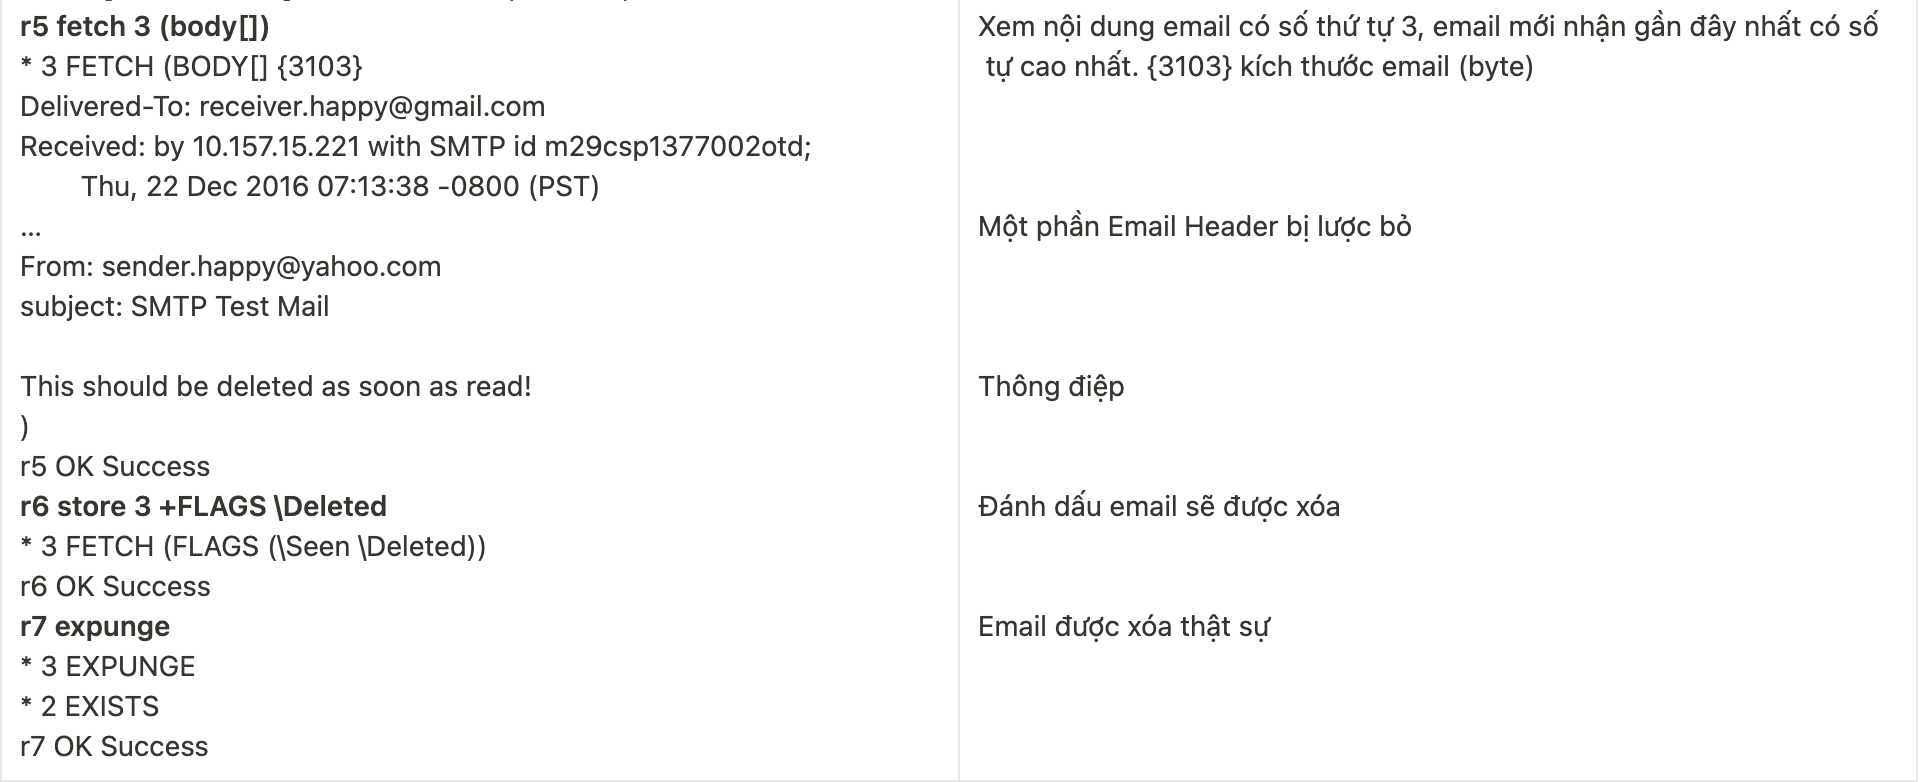 r5 fetch 3 (body[])
* 3 FETCH (BODY[] {3103}
Delivered-To: receiver.happy@gmail.com
Received: by 10.157.15.221 with SMTP id m29csp1377002otd;
Thu, 22 Dec 2016 07:13:38 -0800 (PST)
...
From: sender.happy@yahoo.com
subject: SMTP Test Mail
This should be deleted as soon as read!
)
r5 OK Success
r6 store 3 +FLAGS \Deleted
* 3 FETCH (FLAGS (\Seen \Deleted))
r6 OK Success
r7 expunge
* 3 EXPUNGE
* 2 EXISTS
r7 OK Success
Xem nội dung email có số thứ tự 3, email mới nhận gần đây nhất có số
tự cao nhất. {3103} kích thước email (byte)
Một phần Email Header bị lược bỏ
Thông điệp
Đánh dấu email sẽ được xóa
Email được xóa thật sự